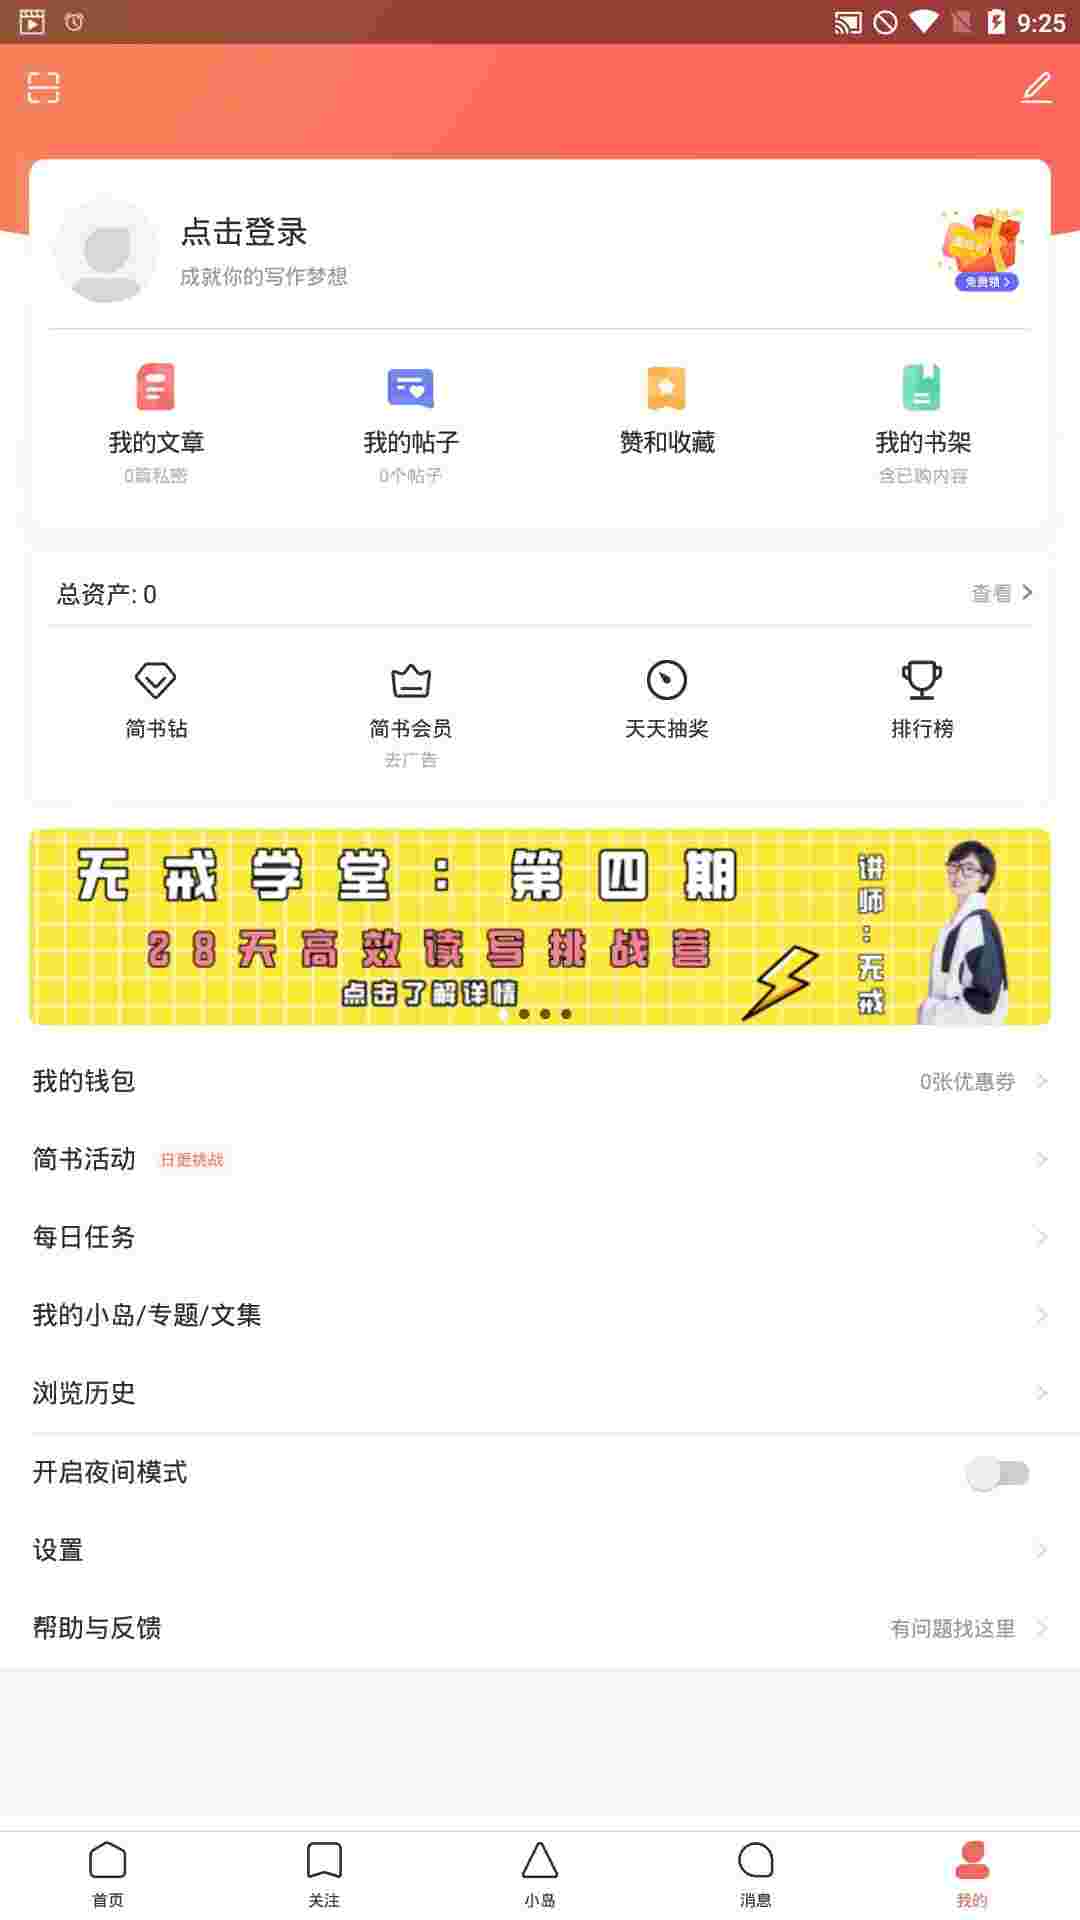 9:25
点击登录
成就你的写作梦想
免费领
我的文章 我的帖子 赞和收藏 我的书架
0篇私密 0个帖子 含已购内容
总资产: 0 查看
简书钻 简书会员 天天抽奖 排行榜
去广告
无戒学堂：第四期
28天高效读写挑战营
点击了解详情
讲师：无戒
我的钱包 0张优惠券
简书活动 日更挑战
每日任务
我的小岛/专题/文集
浏览历史
开启夜间模式
设置
帮助与反馈 有问题找这里
首页 关注 小岛 消息 我的